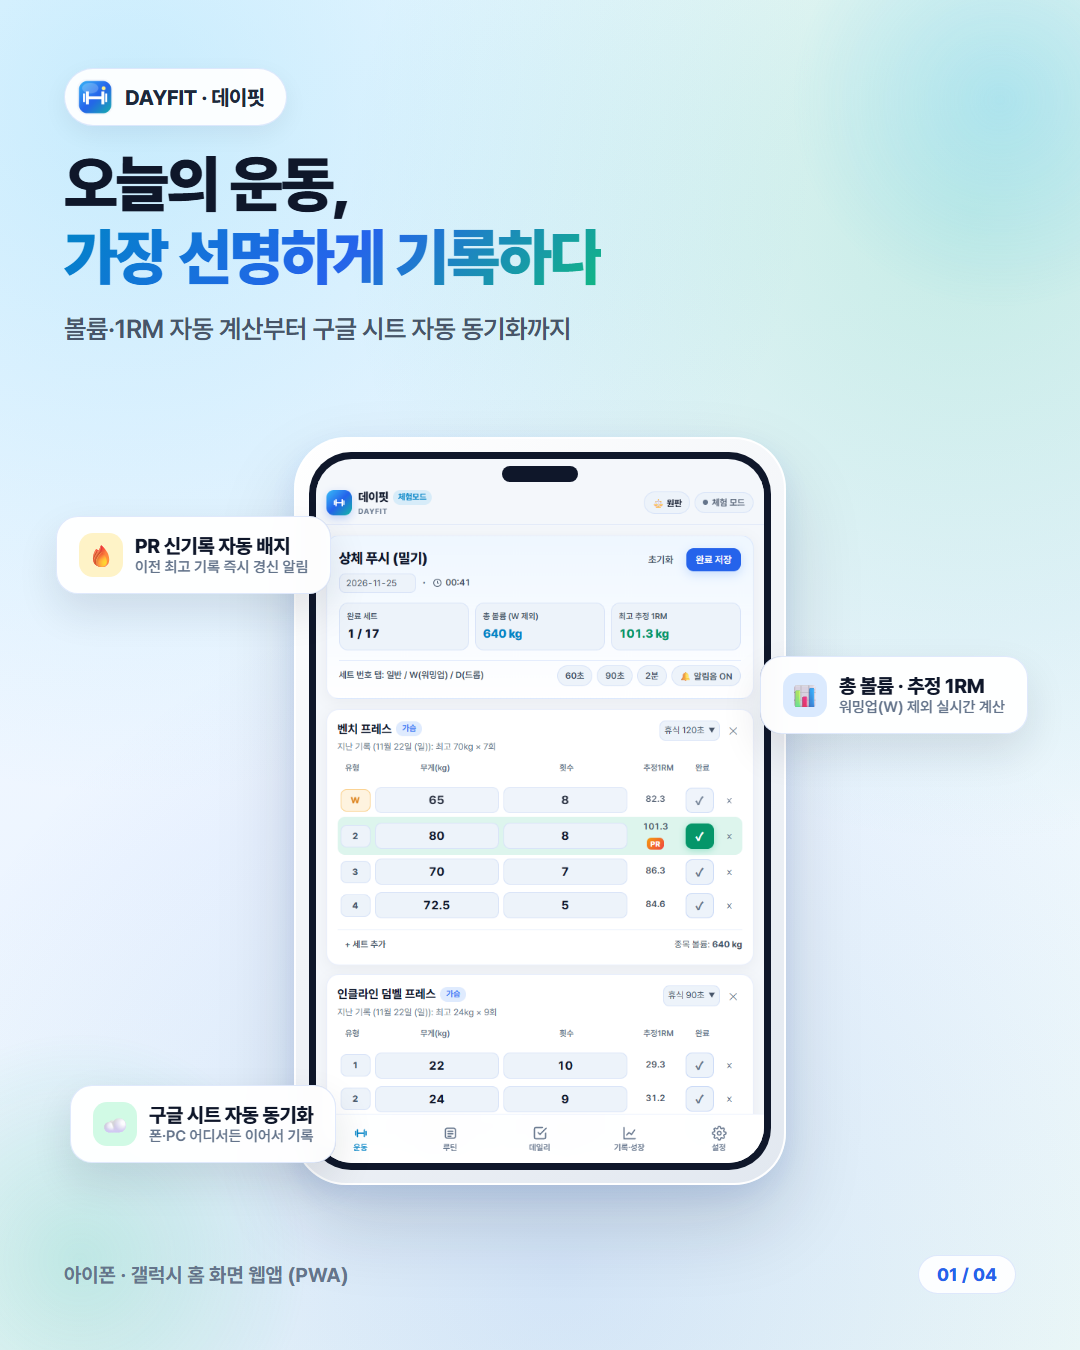 DAYFIT · 데이핏
오늘의 운동,
가장 선명하게 기록하다
볼륨·1RM 자동 계산부터 구글 시트 자동 동기화까지
데이핏 체험모드
DAYFIT
원판
체험 모드
PR 신기록 자동 배지
이전 최고 기록 즉시 경신 알림
상체 푸시 (밀기)
초기화
완료 저장
2026-11-25 · 00:41
완료 세트
1 / 17
총 볼륨 (W 제외)
640 kg
최고 추정 1RM
101.3 kg
세트 번호 탭: 일반 / W(워밍업) / D(드롭)
60초 90초 2분 알림음 ON
총 볼륨 · 추정 1RM
워밍업(W) 제외 실시간 계산
벤치 프레스 가슴
휴식 120초 ▼ ×
지난 기록 (11월 22일 (일)): 최고 70kg × 7회
유형 무게(kg) 횟수 추정1RM 완료
W 65 8 82.3 ✓ x
2 80 8 101.3 PR ✓ x
3 70 7 86.3 ✓ x
4 72.5 5 84.6 ✓ x
+ 세트 추가
종목 볼륨: 640 kg
인클라인 덤벨 프레스 가슴
휴식 90초 ▼ ×
지난 기록 (11월 22일 (일)): 최고 24kg × 9회
유형 무게(kg) 횟수 추정1RM 완료
1 22 10 29.3 ✓ x
2 24 9 31.2 ✓ x
구글 시트 자동 동기화
폰·PC 어디서든 이어서 기록
운동 루틴 데일리 기록·성장 설정
아이폰 · 갤럭시 홈 화면 웹앱 (PWA)
01 / 04